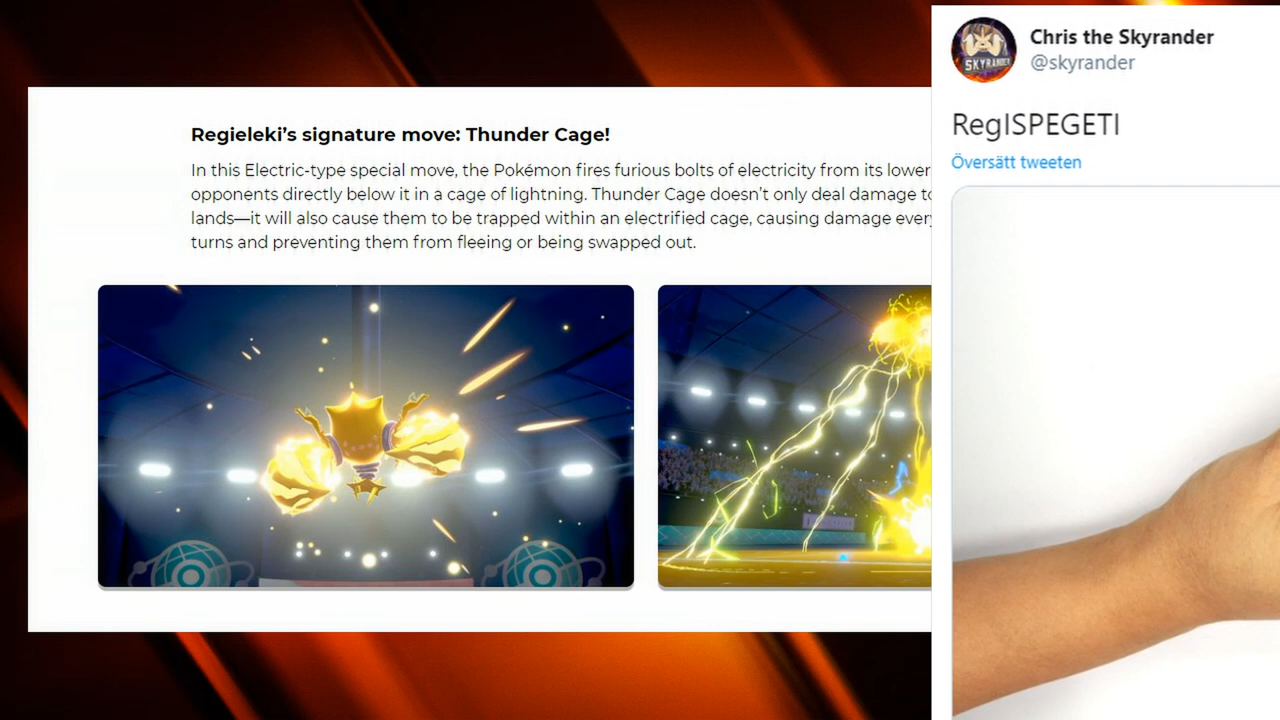 Regieleki’s signature move: Thunder Cage!
In this Electric-type special move, the Pokémon fires furious bolts of electricity from its lower
opponents directly below it in a cage of lightning. Thunder Cage doesn’t only deal damage to
lands—it will also cause them to be trapped within an electrified cage, causing damage every
turns and preventing them from fleeing or being swapped out.
SKYRANDER
Chris the Skyrander
@skyrander
RegISPEGETI
Översätt tweeten